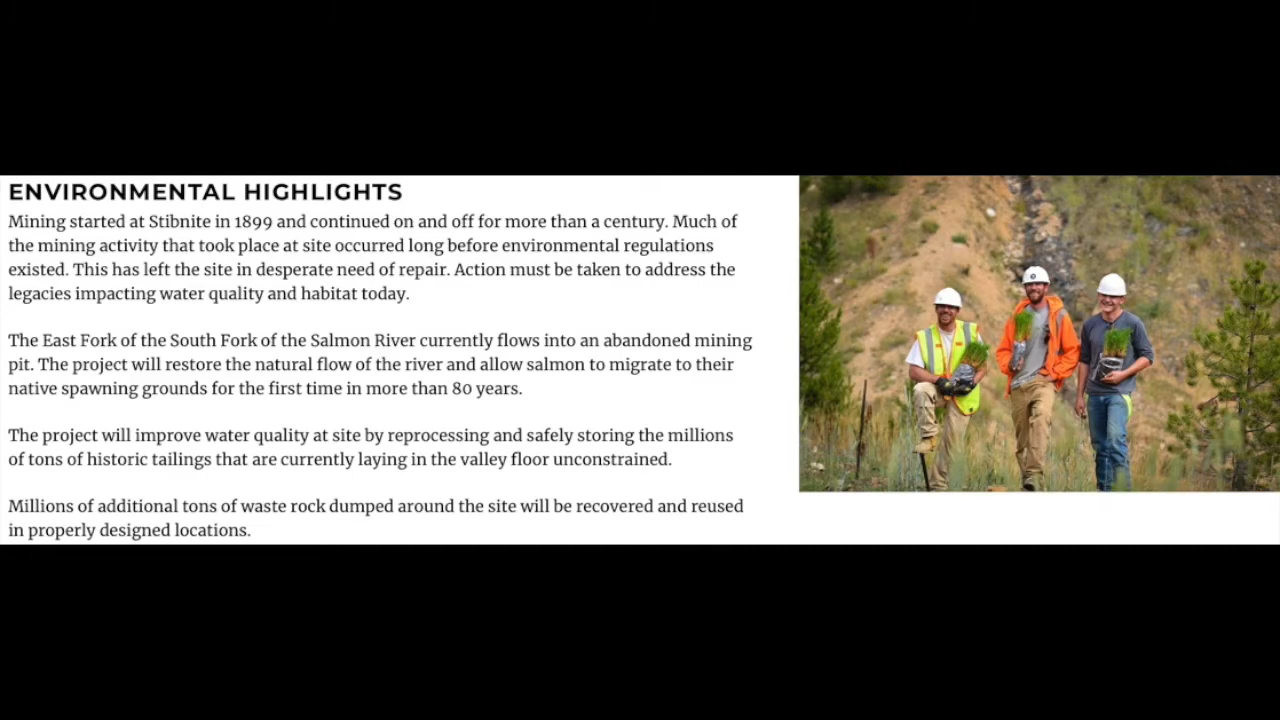 ENVIRONMENTAL HIGHLIGHTS
Mining started at Stibnite in 1899 and continued on and off for more than a century. Much of
the mining activity that took place at site occurred long before environmental regulations
existed. This has left the site in desperate need of repair. Action must be taken to address the
legacies impacting water quality and habitat today.
The East Fork of the South Fork of the Salmon River currently flows into an abandoned mining
pit. The project will restore the natural flow of the river and allow salmon to migrate to their
native spawning grounds for the first time in more than 80 years.
The project will improve water quality at site by reprocessing and safely storing the millions
of tons of historic tailings that are currently laying in the valley floor unconstrained.
Millions of additional tons of waste rock dumped around the site will be recovered and reused
in properly designed locations.